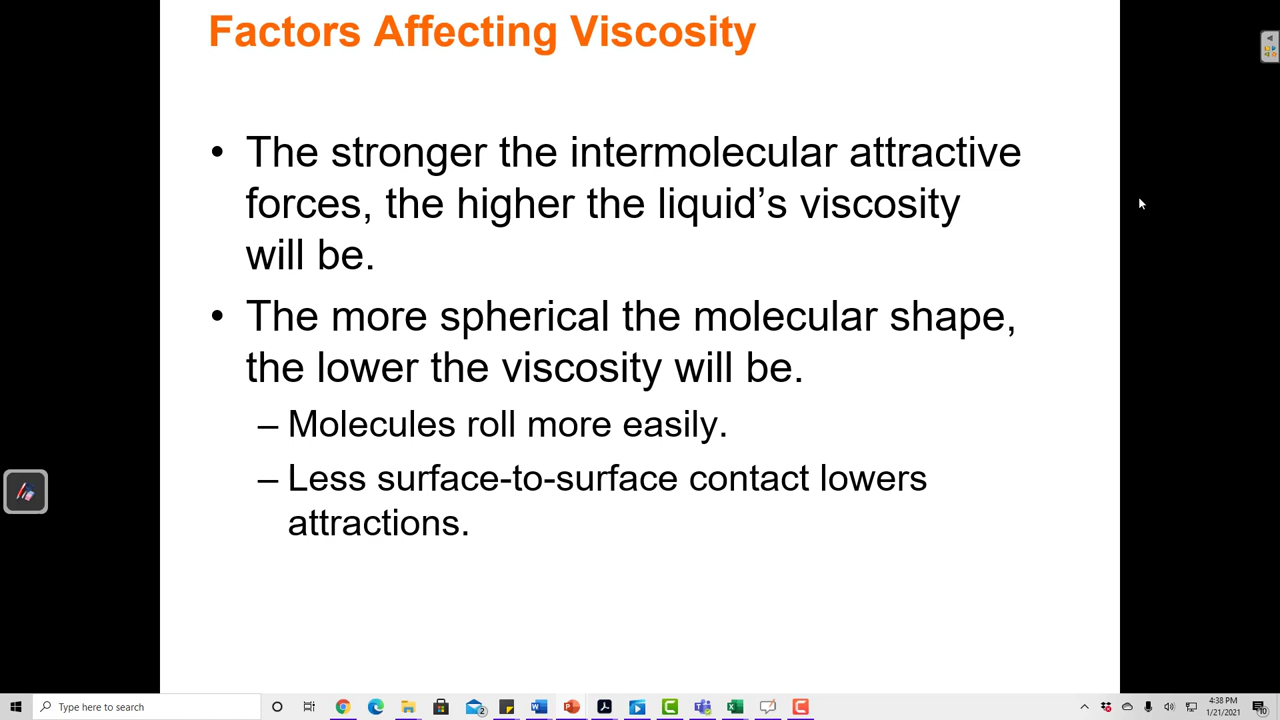 Factors Affecting Viscosity
• The stronger the intermolecular attractive
forces, the higher the liquid’s viscosity
will be.
• The more spherical the molecular shape,
the lower the viscosity will be.
– Molecules roll more easily.
– Less surface-to-surface contact lowers
attractions.
Type here to search
2
4:38 PM
1/21/2021
10